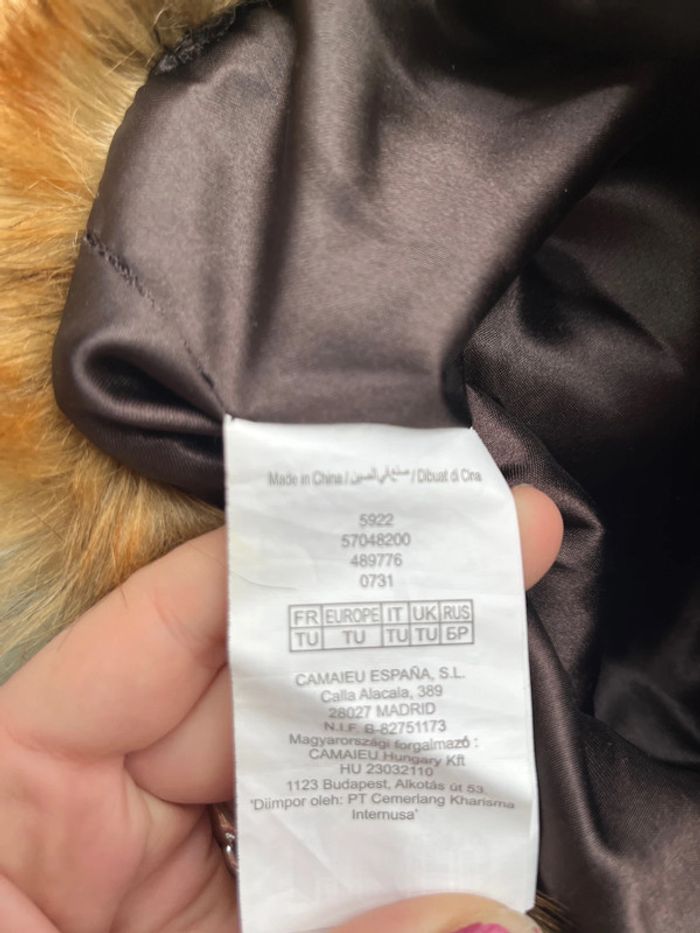 Made in China / صنع في الصين / Dibuat di Cina
5922
57048200
489776
0731
FR EUROPE IT UK RUS
TU TU TU TU БР
CAMAIEU ESPAÑA, S.L.
Calla Alacala, 389
28027 MADRID
N.I.F. B-82751173
Magyarországi forgalmazó :
CAMAIEU Hungary Kft
HU 23032110
1123 Budapest, Alkotás út 53.
'Diimpor oleh: PT Cemerlang Kharisma
Internusa'